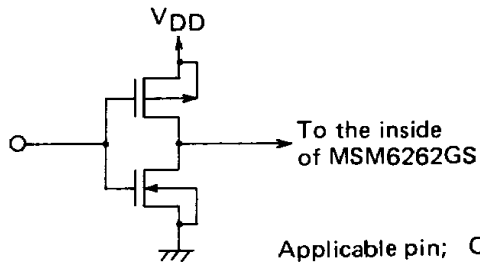 VDD
To the inside
of MSM6262GS
Applicable pin;